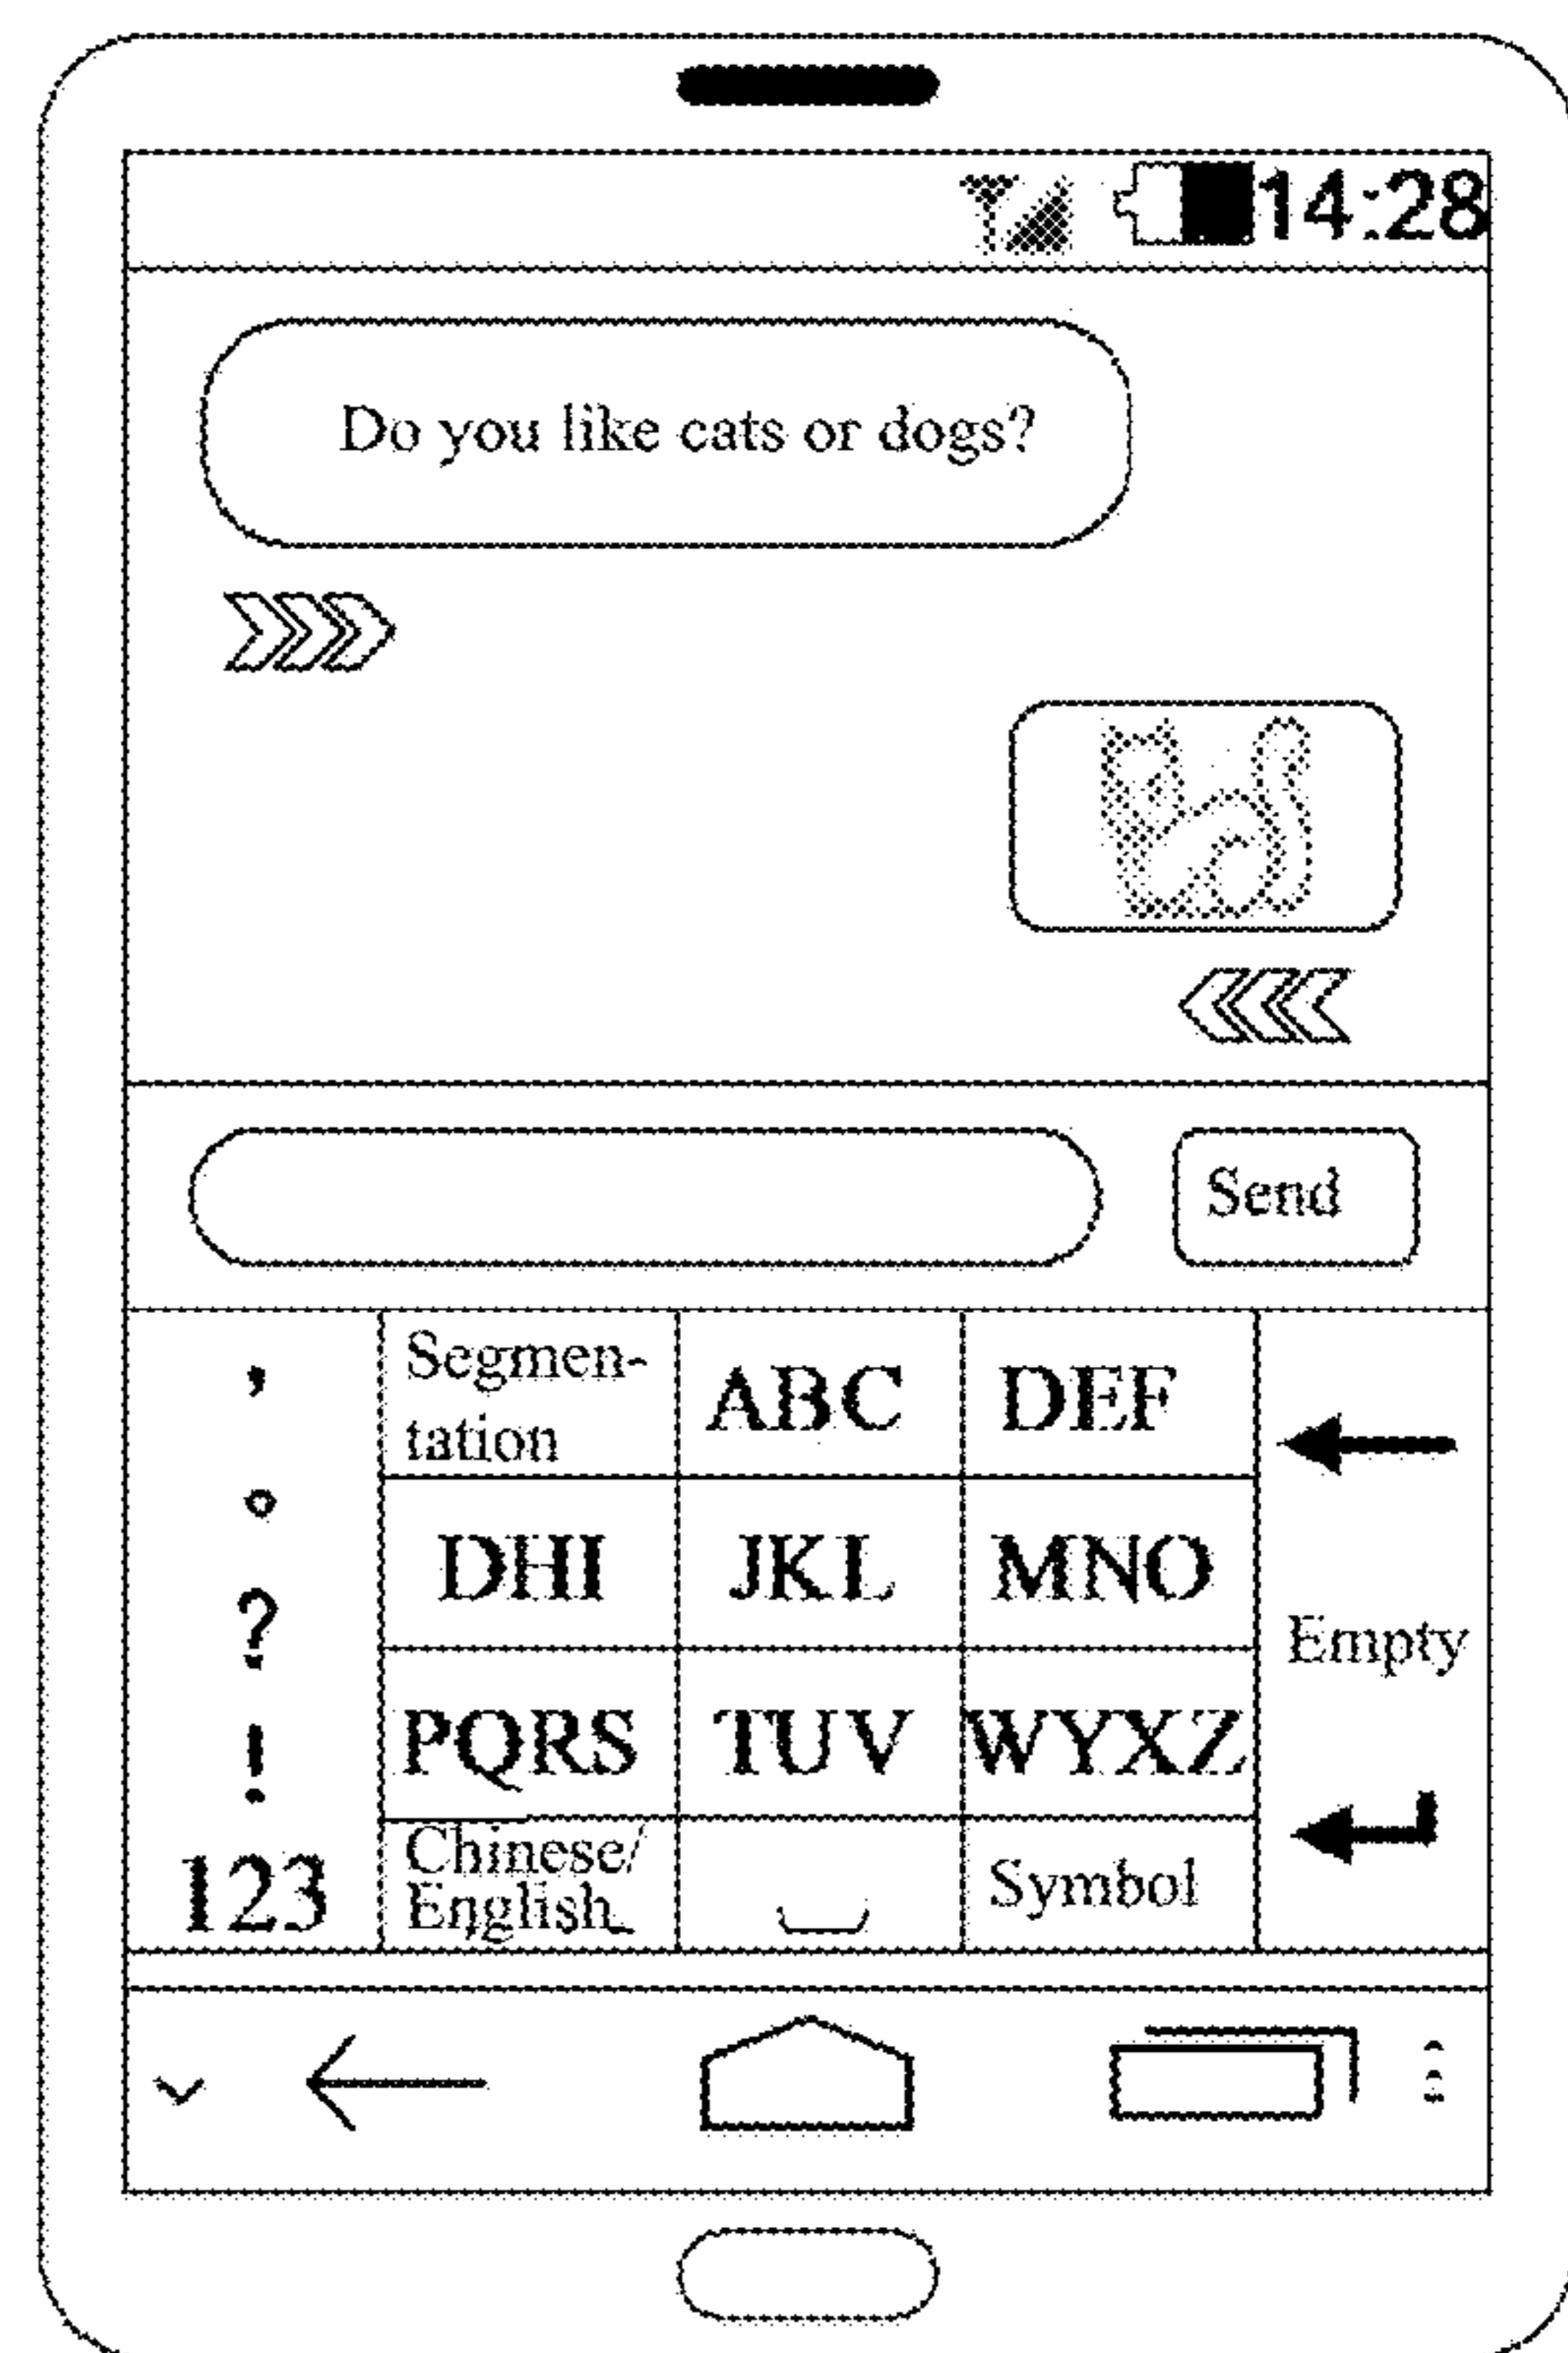 14:28
Do you like cats or dogs?
Send
, Segmen-
tation ABC DEF
。
DHI JKL MNO
?
Empty
! PQRS TUV WYXZ
123 Chinese/
English Symbol